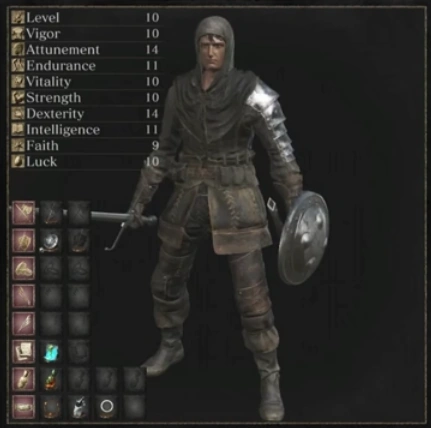 Level 10
Vigor 10
Attunement 14
Endurance 11
Vitality 10
Strength 10
Dexterity 14
Intelligence 11
Faith 9
Luck 10